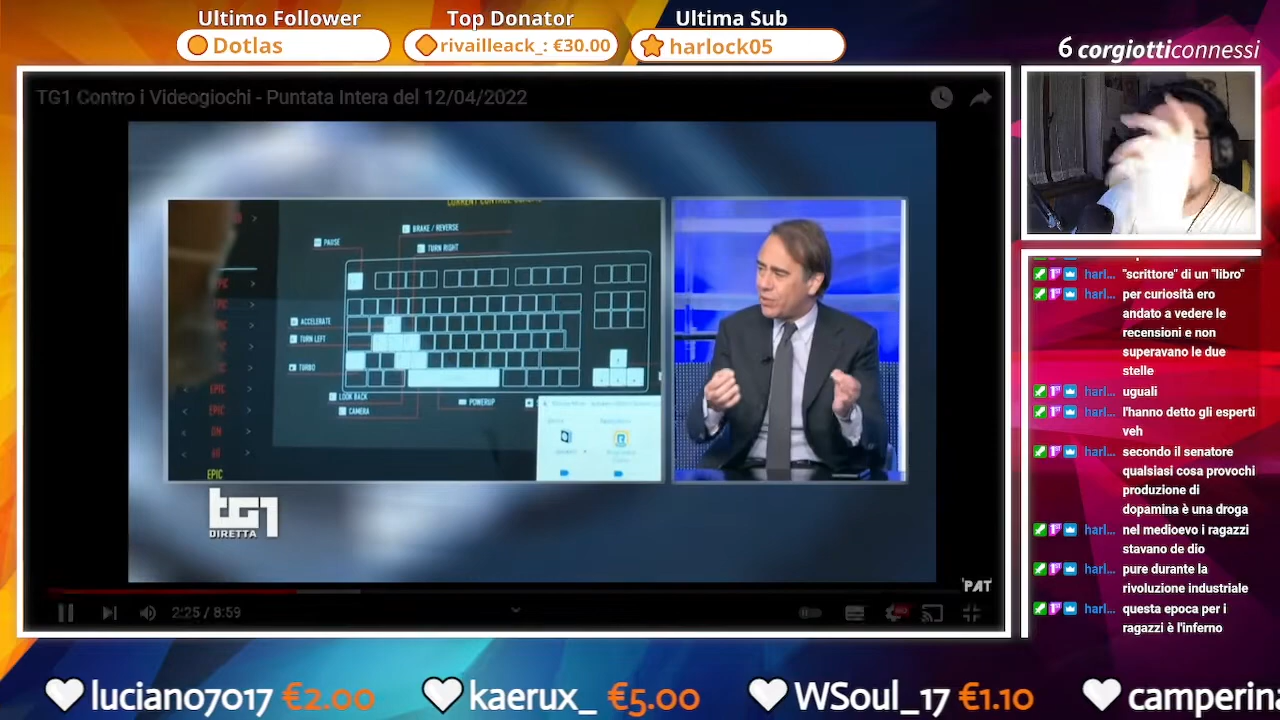 Ultimo Follower
Dotlas
Top Donator
rivailleack_: €30.00
Ultima Sub
harlock05
6 corgiotticonnessi
TG1 Contro i Videogiochi - Puntata Intera del 12/04/2022
BRAKE / REVERSE
PAUSE
TURN RIGHT
ACCELERATE
TURN LEFT
TURBO
LOOK BACK
CAMERA
POWERUP
EPIC
EPIC
EPIC
tg1
DIRETTA
'PAT
2:25 / 8:59
harl... "scrittore" di un "libro"
harl... per curiosità ero
andato a vedere le
recensioni e non
superavano le due
stelle
harl... uguali
harl... l'hanno detto gli esperti
veh
harl... secondo il senatore
qualsiasi cosa provochi
produzione di
dopamina è una droga
harl... nel medioevo i ragazzi
stavano de dio
harl... pure durante la
rivoluzione industriale
harl... questa epoca per i
ragazzi è l'inferno
luciano7017 €2.00 kaerux_ €5.00 WSoul_17 €1.10 camperin